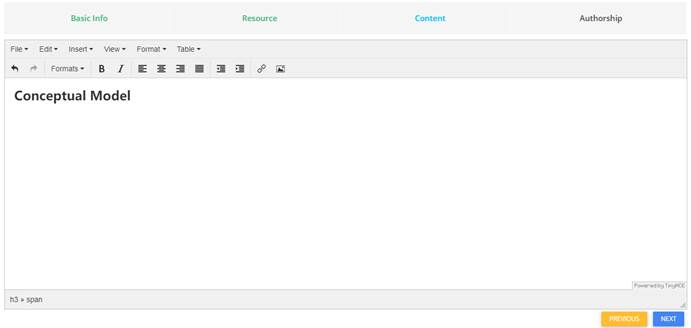 Basic Info Resource Content Authorship
File Edit Insert View Format Table
Formats B I
Conceptual Model
Powered by TinyMCE
h3 » span
PREVIOUS NEXT